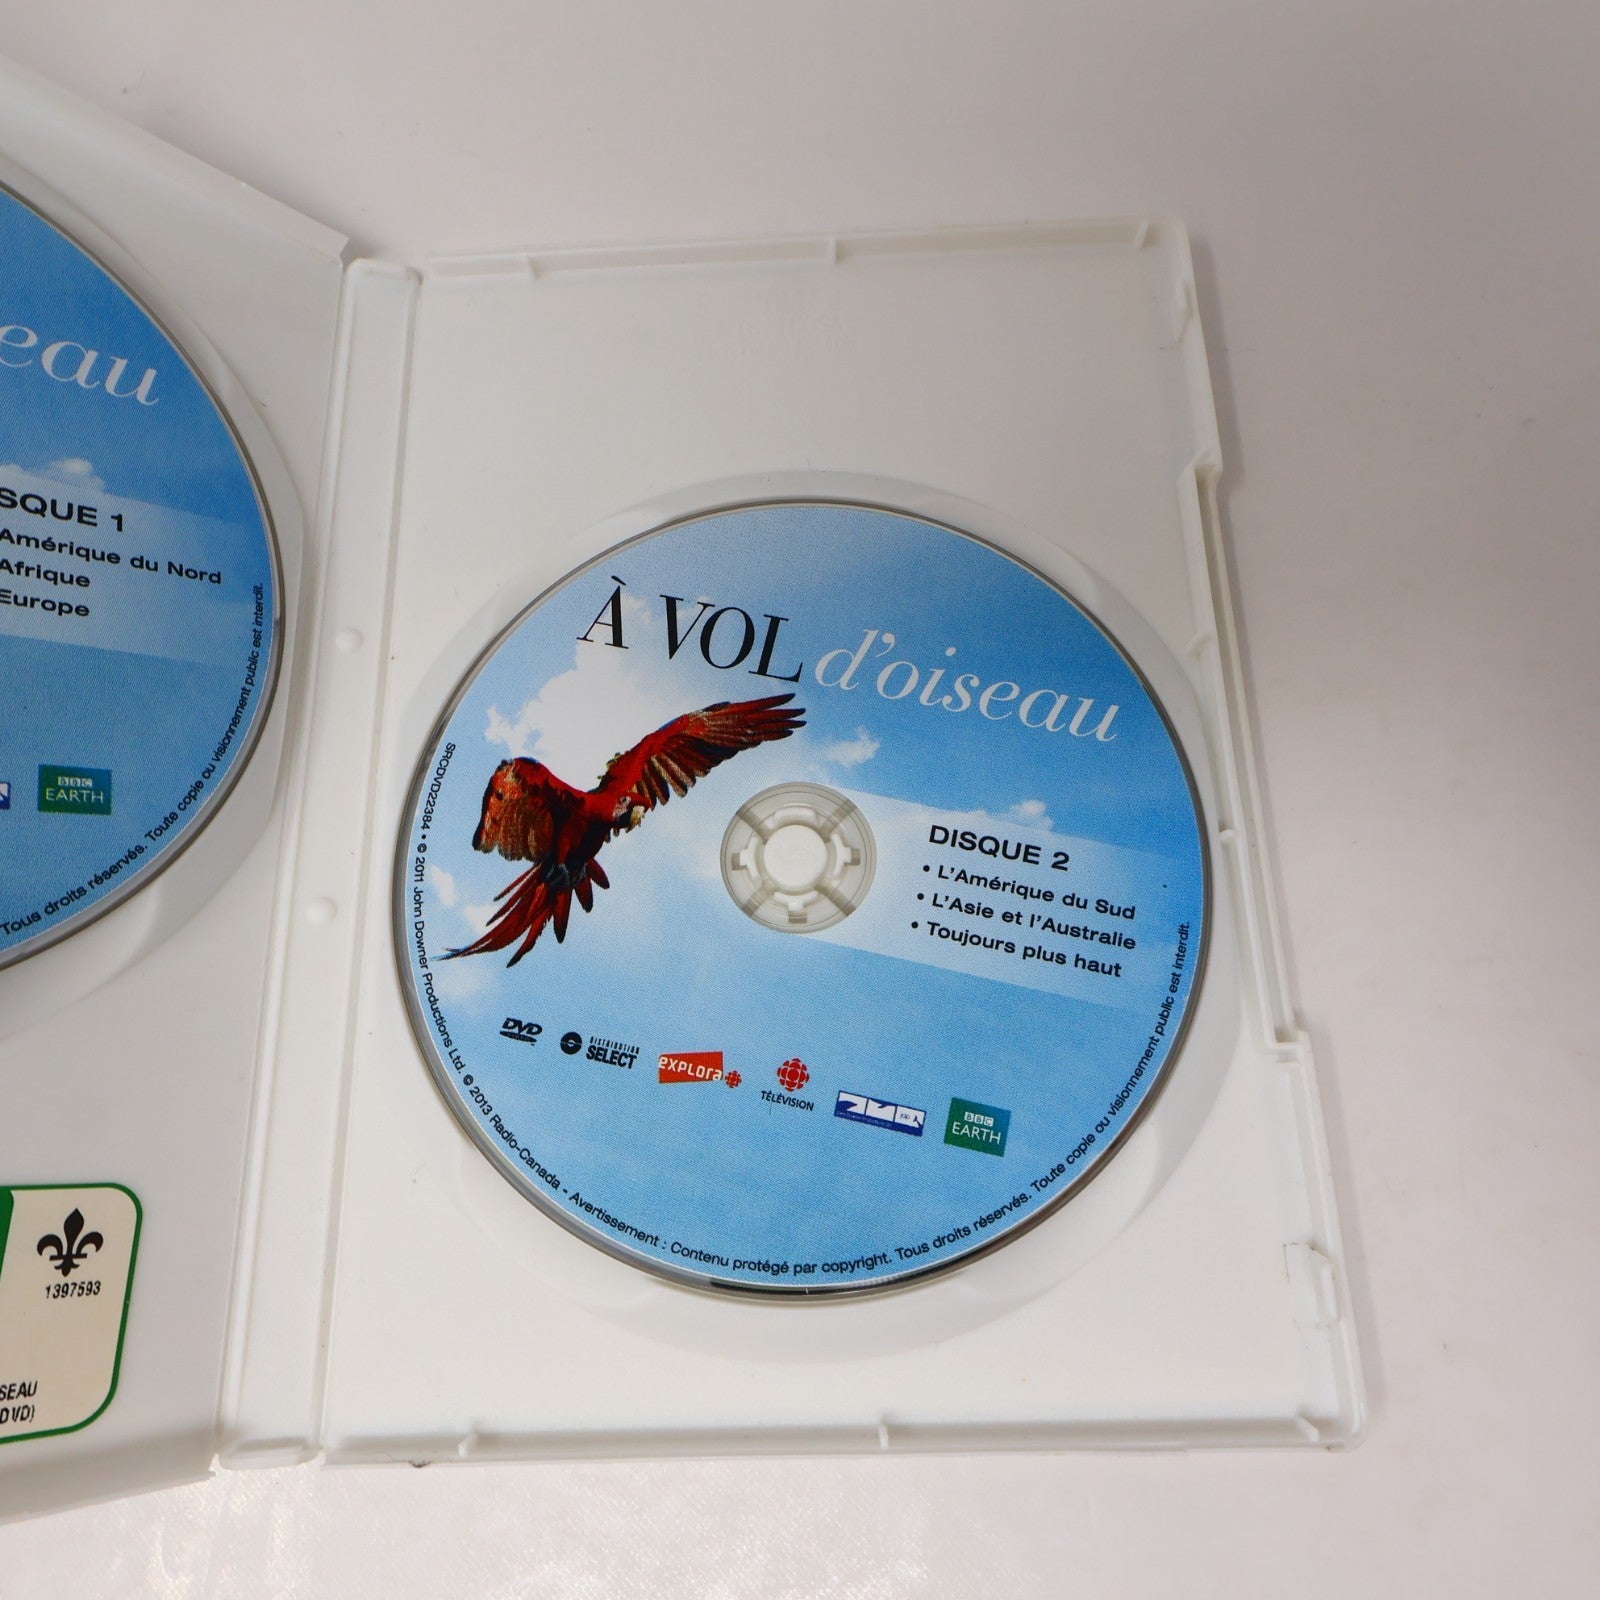 eau
SQUE 1
Amérique du Nord
Afrique
Europe
Tous droits réservés. Toute copie ou visionnement public est interdit.
BBC
EARTH
1397593
SEAU
DVD)
À VOL d'oiseau
DISQUE 2
• L'Amérique du Sud
• L'Asie et l'Australie
• Toujours plus haut
DVD
DISTRIBUTION
SELECT
explora
TÉLÉVISION
BBC
EARTH
SRCDVD22384 • © 2011 John Downer Productions Ltd. © 2013 Radio-Canada - Avertissement : Contenu protégé par copyright. Tous droits réservés. Toute copie ou visionnement public est interdit.